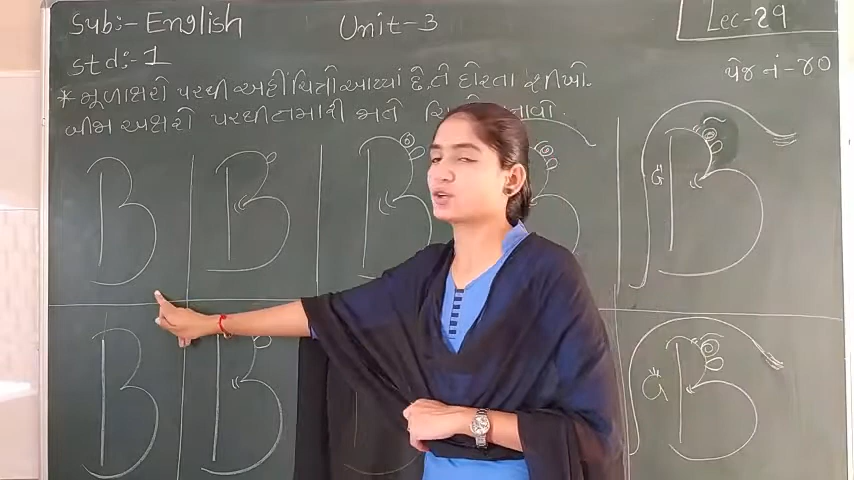 Sub:- English
Unit-3
Lec-29
std:- 1
પેજ નં-૪૦
* મૂળાક્ષરો પરથી અહીં ચિત્રો આપ્યાં છે, તે દોરતા શીખો.
બીજા અક્ષરો પરથી તમારી જાતે ચિ
B B B B
B B B